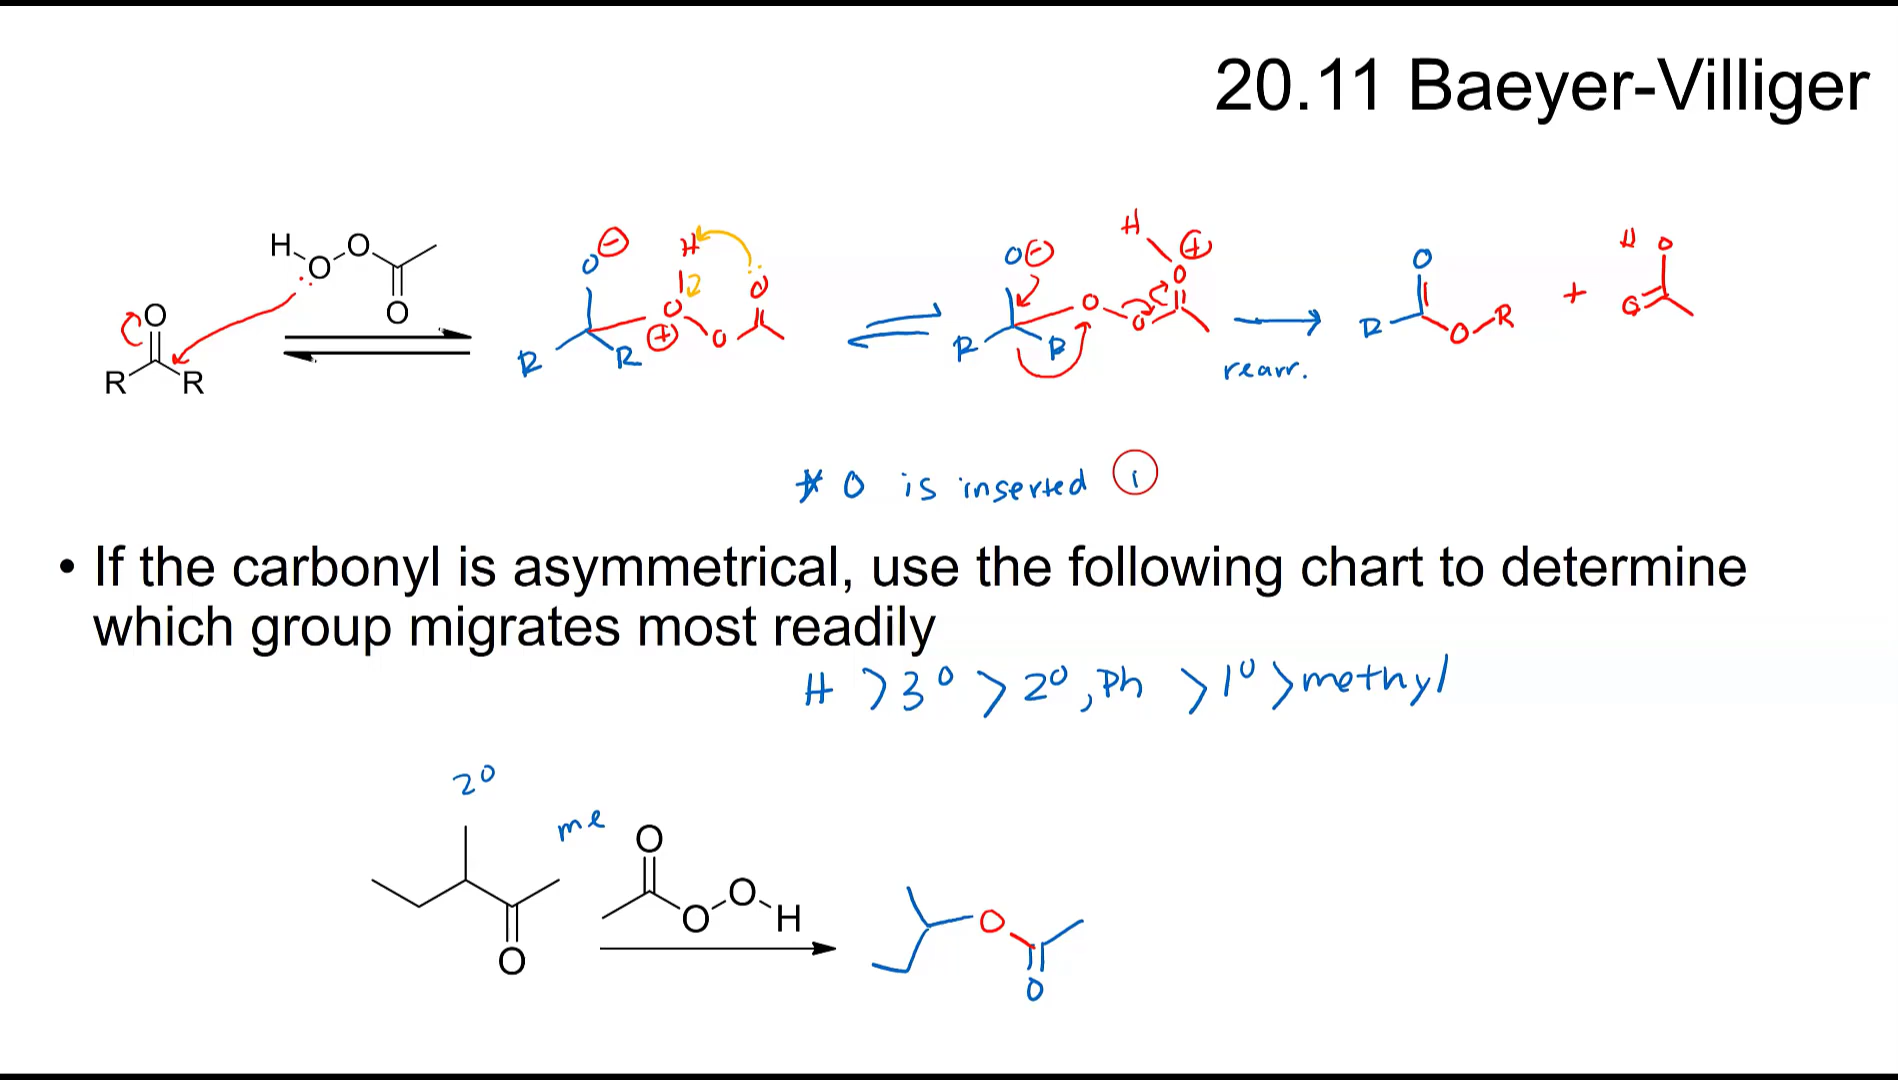 20.11 Baeyer-Villiger
H O O O O R R
O ⊖ H O ⊕ O O R R
O ⊖ H ⊕ O O O R R
rearr.
O R O R + H O O
* O is inserted ①
• If the carbonyl is asymmetrical, use the following chart to determine
which group migrates most readily
H > 3° > 2°, Ph > 1° > methyl
2°
me
O
O O H
O
O O